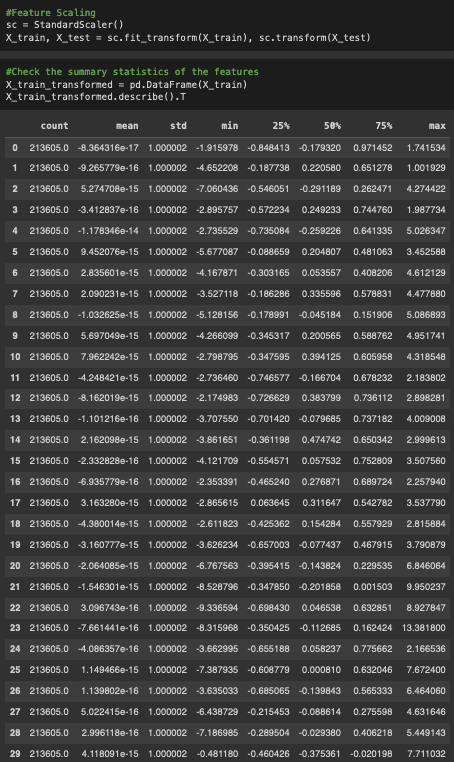 #Feature Scaling
sc = StandardScaler()
X_train, X_test = sc.fit_transform(X_train), sc.transform(X_test)
#Check the summary statistics of the features
X_train_transformed = pd.DataFrame(X_train)
X_train_transformed.describe().T
count mean std min 25% 50% 75% max
0 213605.0 -8.364316e-17 1.000002 -1.915978 -0.848413 -0.179320 0.971452 1.741534
1 213605.0 -9.265779e-16 1.000002 -4.652208 -0.187738 0.220580 0.651278 1.001929
2 213605.0 5.274708e-15 1.000002 -7.060436 -0.546051 -0.291189 0.262471 4.274422
3 213605.0 -3.412837e-16 1.000002 -2.895757 -0.572234 0.249233 0.744760 1.987734
4 213605.0 -1.178346e-14 1.000002 -2.735529 -0.735084 -0.259226 0.641335 5.026347
5 213605.0 9.452076e-15 1.000002 -5.677087 -0.088659 0.204807 0.481063 3.452588
6 213605.0 2.835601e-15 1.000002 -4.167871 -0.303165 0.053557 0.408206 4.612129
7 213605.0 2.090231e-15 1.000002 -3.527118 -0.186286 0.335596 0.578831 4.477880
8 213605.0 -1.032625e-15 1.000002 -5.128156 -0.178991 -0.045184 0.151906 5.086893
9 213605.0 5.697049e-15 1.000002 -4.266099 -0.345317 0.200565 0.588762 4.951741
10 213605.0 7.962242e-15 1.000002 -2.798795 -0.347595 0.394125 0.605958 4.318548
11 213605.0 -4.248421e-15 1.000002 -2.736460 -0.746577 -0.166704 0.678232 2.183802
12 213605.0 -8.162019e-15 1.000002 -2.174983 -0.726629 0.383799 0.736112 2.898281
13 213605.0 -1.101216e-16 1.000002 -3.707550 -0.701420 -0.079685 0.737182 4.009008
14 213605.0 2.162098e-15 1.000002 -3.861651 -0.361198 0.474742 0.650342 2.999613
15 213605.0 -2.332828e-16 1.000002 -4.121709 -0.554571 0.057532 0.752809 3.507560
16 213605.0 -6.935779e-16 1.000002 -2.353391 -0.465240 0.276871 0.689724 2.257940
17 213605.0 3.163280e-15 1.000002 -2.865615 0.063645 0.311647 0.542782 3.537790
18 213605.0 -4.380014e-15 1.000002 -2.611823 -0.425362 0.154284 0.557929 2.815884
19 213605.0 -3.160777e-15 1.000002 -3.626234 -0.657003 -0.077437 0.467915 3.790879
20 213605.0 -2.064085e-15 1.000002 -6.767563 -0.395415 -0.143824 0.229535 6.846064
21 213605.0 -1.546301e-15 1.000002 -8.528796 -0.347850 -0.201858 0.001503 9.950237
22 213605.0 3.096743e-16 1.000002 -9.336594 -0.698430 0.046538 0.632851 8.927847
23 213605.0 -7.661441e-16 1.000002 -8.315968 -0.350425 -0.112685 0.162424 13.381800
24 213605.0 -4.086357e-16 1.000002 -3.662995 -0.655188 0.058237 0.775662 2.166536
25 213605.0 1.149466e-15 1.000002 -7.387935 -0.608779 0.000810 0.632046 7.672400
26 213605.0 1.139802e-16 1.000002 -3.635033 -0.685065 -0.139843 0.565333 6.464060
27 213605.0 5.022415e-16 1.000002 -6.438729 -0.215453 -0.088614 0.275598 4.631646
28 213605.0 2.996118e-16 1.000002 -7.186985 -0.289504 -0.029380 0.406218 5.449143
29 213605.0 4.118091e-15 1.000002 -0.481180 -0.460426 -0.375361 -0.020198 7.711032